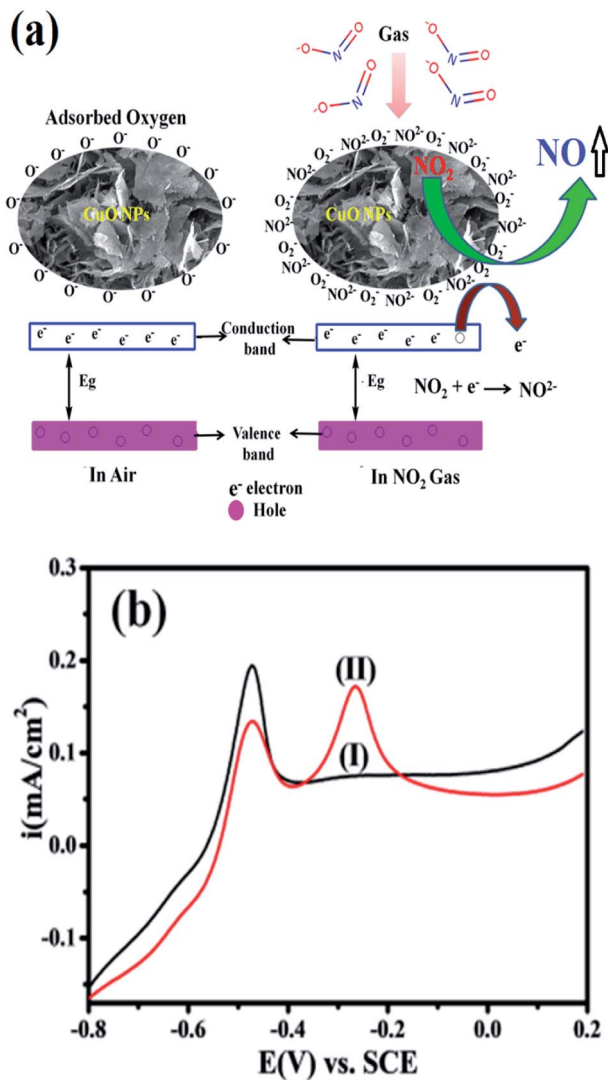 (a)
Gas
O⁻ N O
O⁻ N O
O⁻ N O
O⁻ N O
Adsorbed Oxygen
O⁻ O⁻ O⁻ O⁻ O⁻ O⁻ O⁻ O⁻ O⁻ O⁻ O⁻ O⁻ O⁻ O⁻ O⁻ O⁻
CuO NPs
NO²⁻ O₂⁻ NO²⁻ O₂⁻ NO²⁻ O₂⁻ NO²⁻ O₂⁻ NO²⁻ O₂⁻ NO²⁻ O₂⁻
NO₂
NO
CuO NPs
e⁻ e⁻ e⁻ e⁻ e⁻ e⁻
Conduction
band
e⁻ e⁻ e⁻ e⁻ e⁻
e⁻
Eg
Eg
NO₂ + e⁻ → NO²⁻
Valence
band
In Air
In NO₂ Gas
e⁻ electron
Hole
(b)
0.3
0.2
0.1
0.0
-0.1
i(mA/cm²)
(II)
(I)
-0.8 -0.6 -0.4 -0.2 0.0 0.2
E(V) vs. SCE